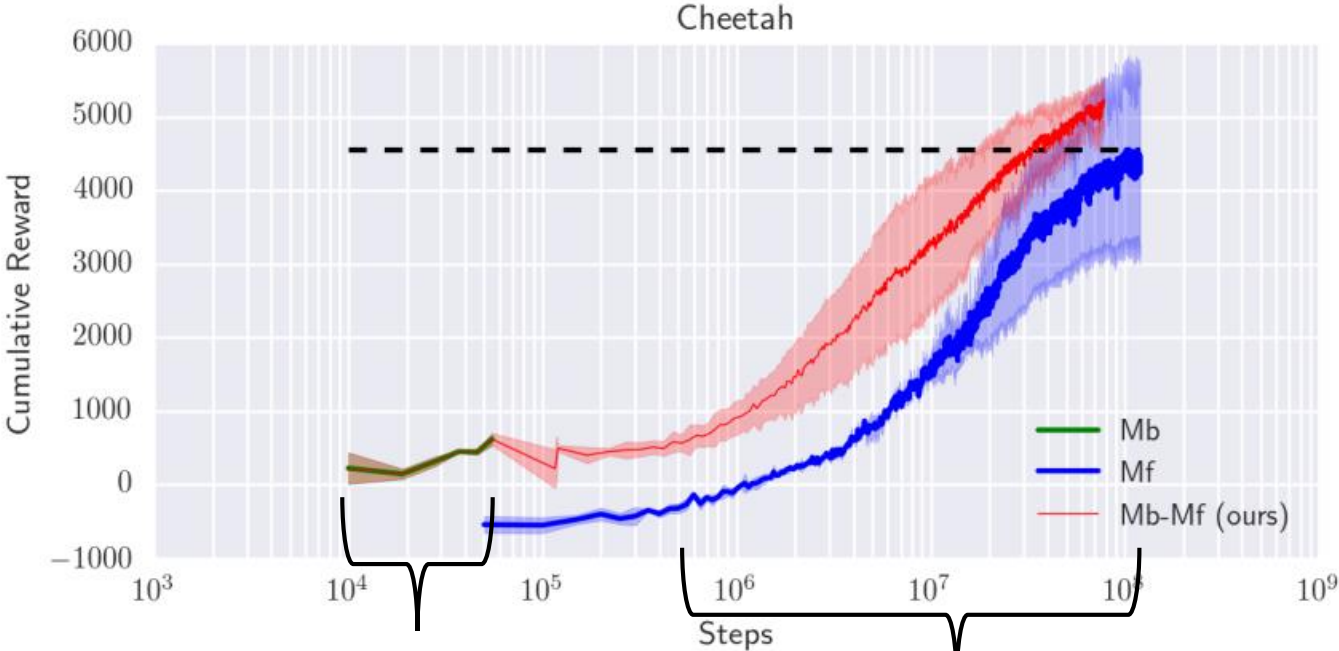 Cheetah
6000
5000
4000
3000
2000
1000
0
−1000
Cumulative Reward
Mb
Mf
Mb-Mf (ours)
10³ 10⁴ 10⁵ 10⁶ 10⁷ 10⁸ 10⁹
Steps